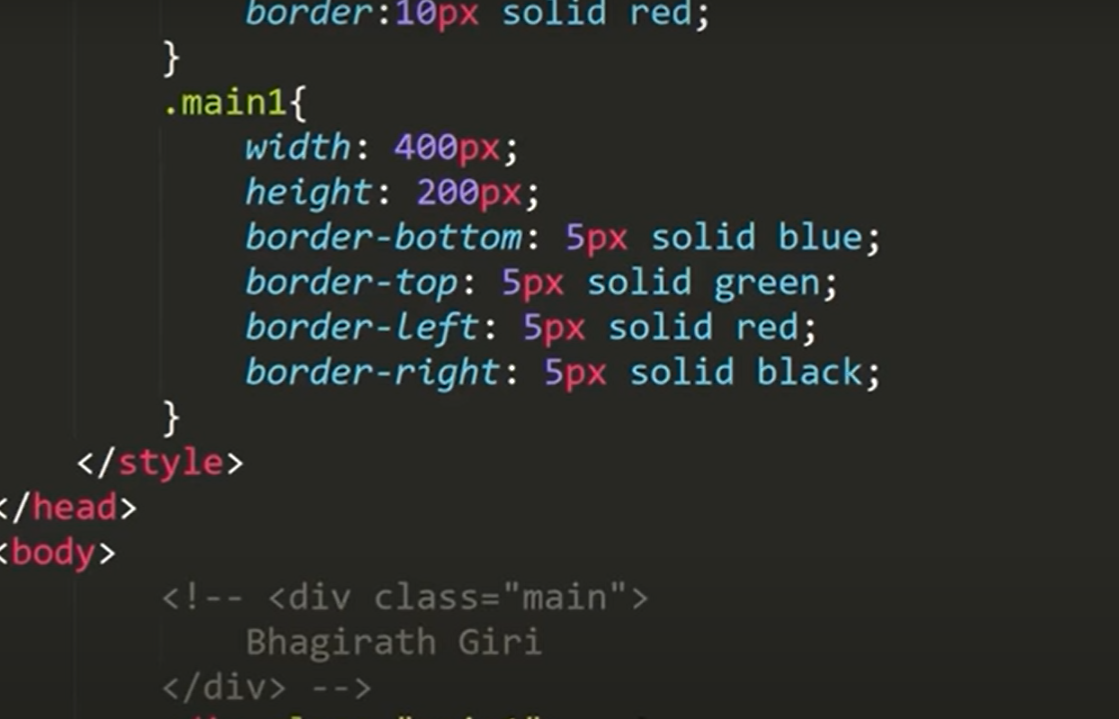 border:10px solid red;
}
.main1{
width: 400px;
height: 200px;
border-bottom: 5px solid blue;
border-top: 5px solid green;
border-left: 5px solid red;
border-right: 5px solid black;
}
</style>
</head>
<body>
<!-- <div class="main">
Bhagirath Giri
</div> -->